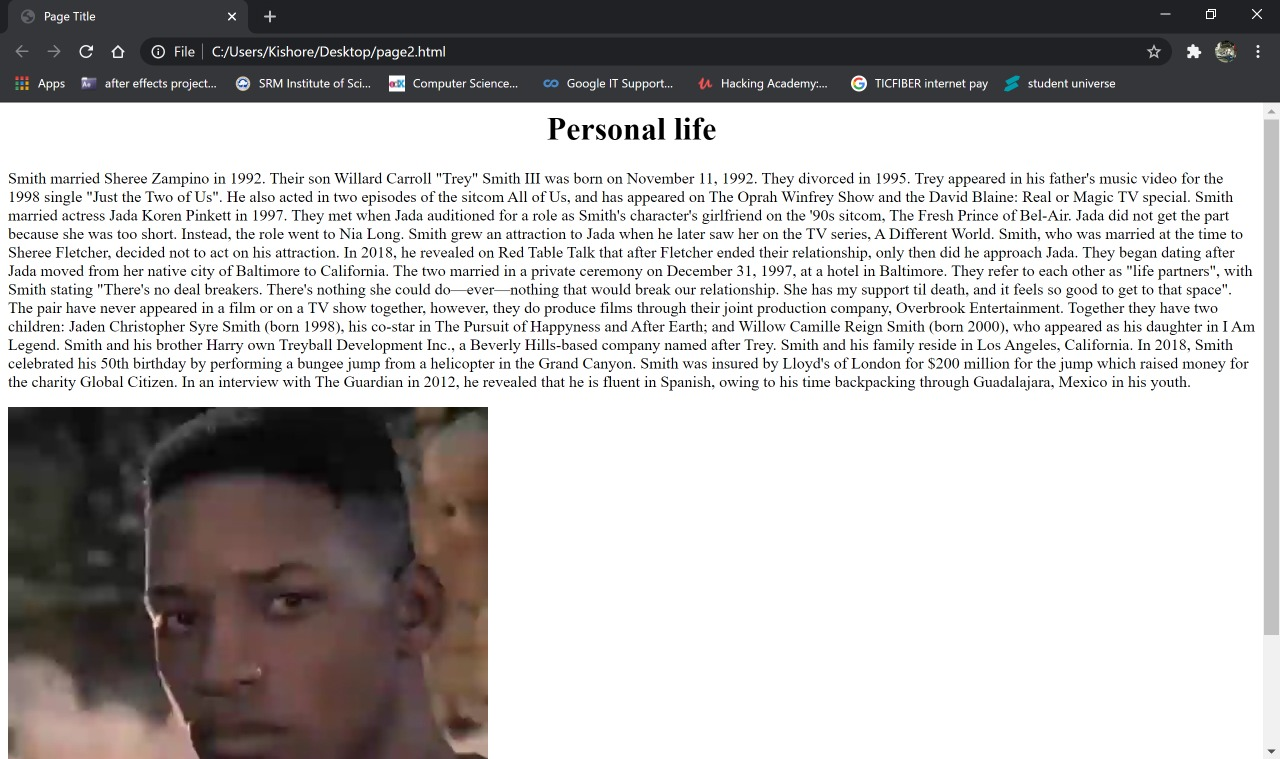 Page Title
File
C:/Users/Kishore/Desktop/page2.html
Apps
Ae
after effects project...
SRM Institute of Sci...
edX
Computer Science...
Google IT Support...
Hacking Academy:...
TICFIBER internet pay
student universe
Personal life
Smith married Sheree Zampino in 1992. Their son Willard Carroll "Trey" Smith III was born on November 11, 1992. They divorced in 1995. Trey appeared in his father's music video for the
1998 single "Just the Two of Us". He also acted in two episodes of the sitcom All of Us, and has appeared on The Oprah Winfrey Show and the David Blaine: Real or Magic TV special. Smith
married actress Jada Koren Pinkett in 1997. They met when Jada auditioned for a role as Smith's character's girlfriend on the '90s sitcom, The Fresh Prince of Bel-Air. Jada did not get the part
because she was too short. Instead, the role went to Nia Long. Smith grew an attraction to Jada when he later saw her on the TV series, A Different World. Smith, who was married at the time to
Sheree Fletcher, decided not to act on his attraction. In 2018, he revealed on Red Table Talk that after Fletcher ended their relationship, only then did he approach Jada. They began dating after
Jada moved from her native city of Baltimore to California. The two married in a private ceremony on December 31, 1997, at a hotel in Baltimore. They refer to each other as "life partners", with
Smith stating "There's no deal breakers. There's nothing she could do—ever—nothing that would break our relationship. She has my support til death, and it feels so good to get to that space".
The pair have never appeared in a film or on a TV show together, however, they do produce films through their joint production company, Overbrook Entertainment. Together they have two
children: Jaden Christopher Syre Smith (born 1998), his co-star in The Pursuit of Happyness and After Earth; and Willow Camille Reign Smith (born 2000), who appeared as his daughter in I Am
Legend. Smith and his brother Harry own Treyball Development Inc., a Beverly Hills-based company named after Trey. Smith and his family reside in Los Angeles, California. In 2018, Smith
celebrated his 50th birthday by performing a bungee jump from a helicopter in the Grand Canyon. Smith was insured by Lloyd's of London for $200 million for the jump which raised money for
the charity Global Citizen. In an interview with The Guardian in 2012, he revealed that he is fluent in Spanish, owing to his time backpacking through Guadalajara, Mexico in his youth.